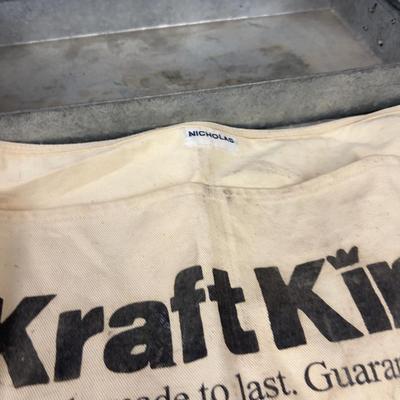 NICHOLAS
KraftKin
made to last. Guaran